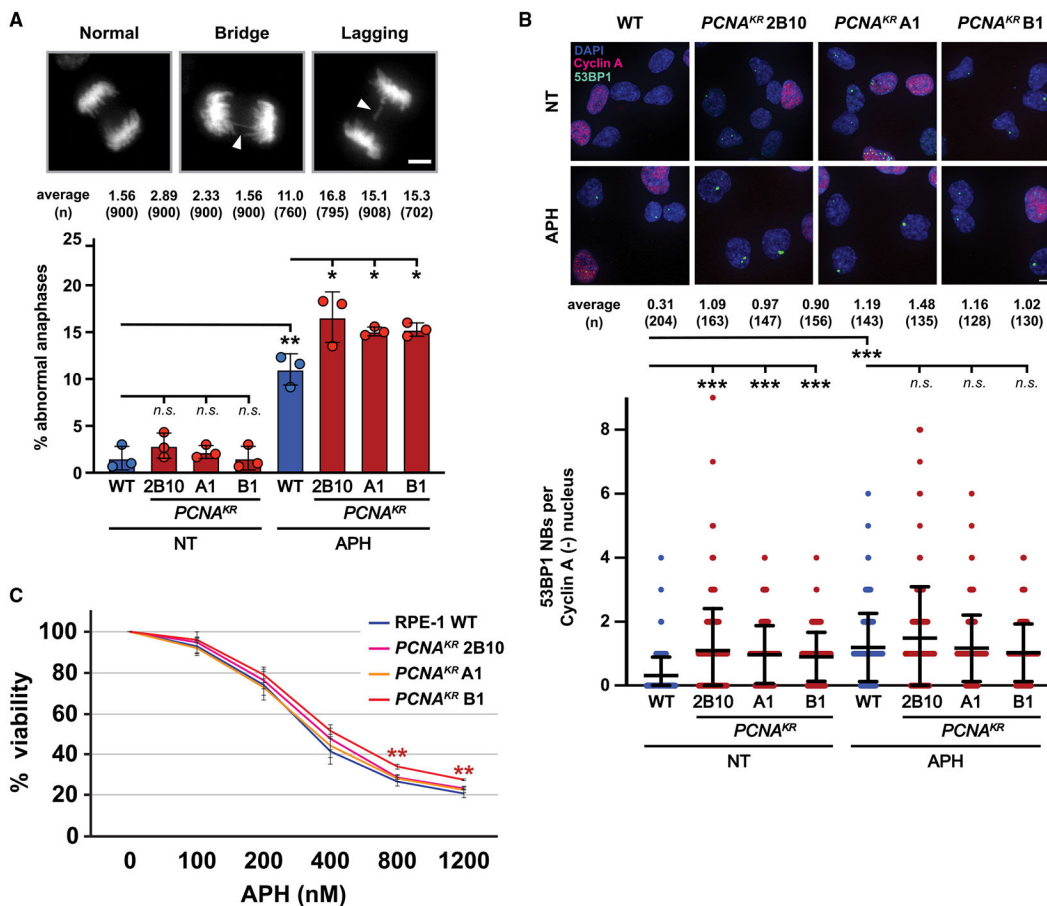 A
Normal Bridge Lagging
average 1.56 2.89 2.33 1.56 11.0 16.8 15.1 15.3
(n) (900) (900) (900) (900) (760) (795) (908) (702)
% abnormal anaphases
25
20
15
10
5
0
* * *
**
n.s. n.s. n.s.
WT 2B10 A1 B1 WT 2B10 A1 B1
PCNAᴷᴿ PCNAᴷᴿ
NT APH
B
WT PCNAᴷᴿ 2B10 PCNAᴷᴿ A1 PCNAᴷᴿ B1
DAPI
Cyclin A
53BP1
NT
APH
average 0.31 1.09 0.97 0.90 1.19 1.48 1.16 1.02
(n) (204) (163) (147) (156) (143) (135) (128) (130)
***
*** *** *** n.s. n.s. n.s.
53BP1 NBs per
Cyclin A (-) nucleus
8
6
4
2
0
WT 2B10 A1 B1 WT 2B10 A1 B1
PCNAᴷᴿ PCNAᴷᴿ
NT APH
C
% viability
100
80
60
40
20
0
RPE-1 WT
PCNAᴷᴿ 2B10
PCNAᴷᴿ A1
PCNAᴷᴿ B1
** **
0 100 200 400 800 1200
APH (nM)